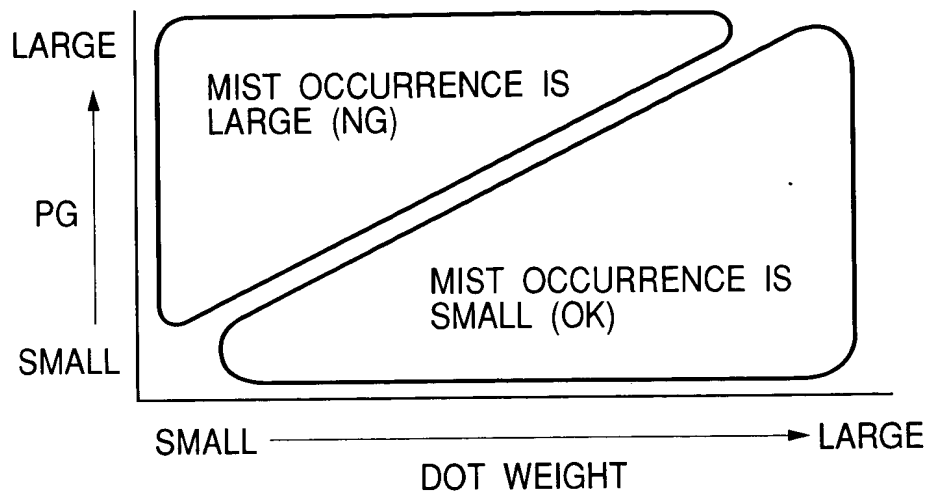 LARGE
PG
SMALL
MIST OCCURRENCE IS
LARGE (NG)
MIST OCCURRENCE IS
SMALL (OK)
SMALL
LARGE
DOT WEIGHT